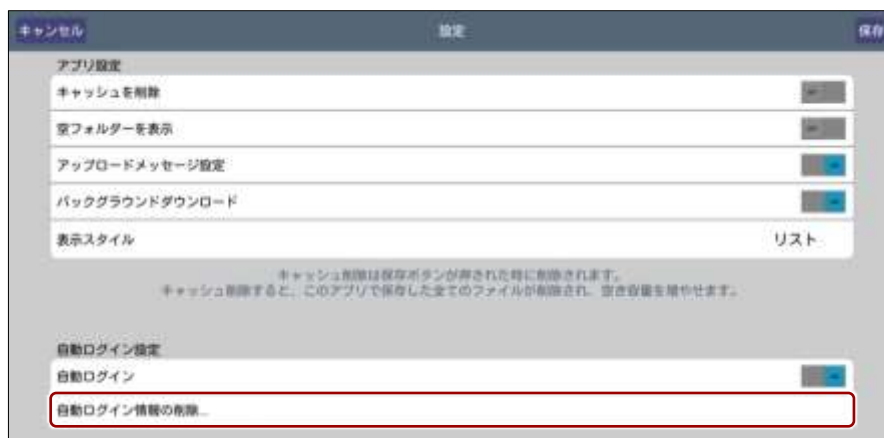 キャンセル 設定 保存
アプリ設定
キャッシュを削除
空フォルダーを表示
アップロードメッセージ設定
バックグラウンドダウンロード
表示スタイル リスト
キャッシュ削除は保存ボタンが押された時に削除されます。
キャッシュ削除すると、このアプリで保存した全てのファイルが削除され、空き容量を増やせます。
自動ログイン設定
自動ログイン
自動ログイン情報の削除...